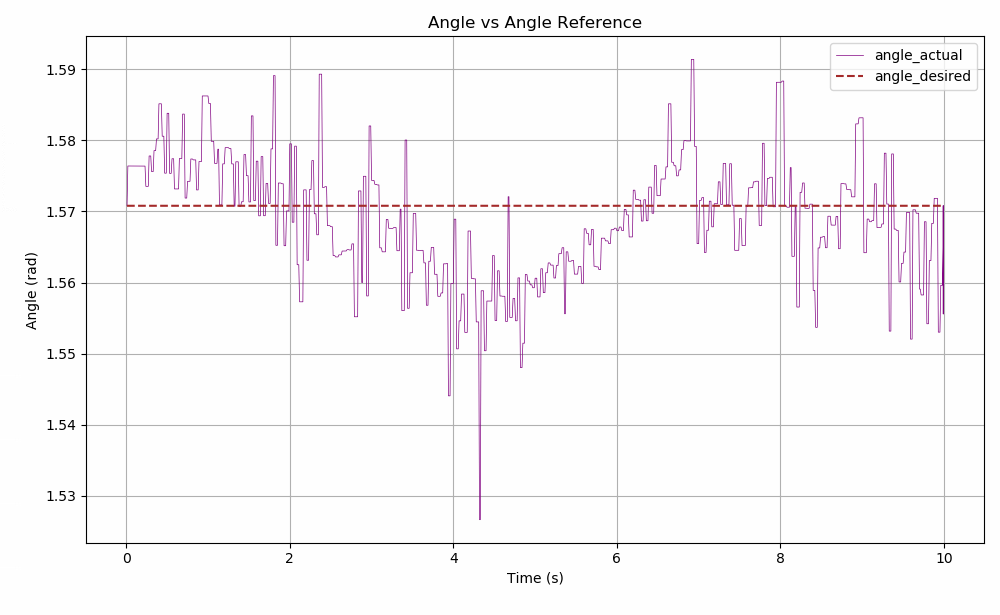 Angle vs Angle Reference
angle_actual
angle_desired
1.59
1.58
1.57
1.56
1.55
1.54
1.53
Angle (rad)
0 2 4 6 8 10
Time (s)